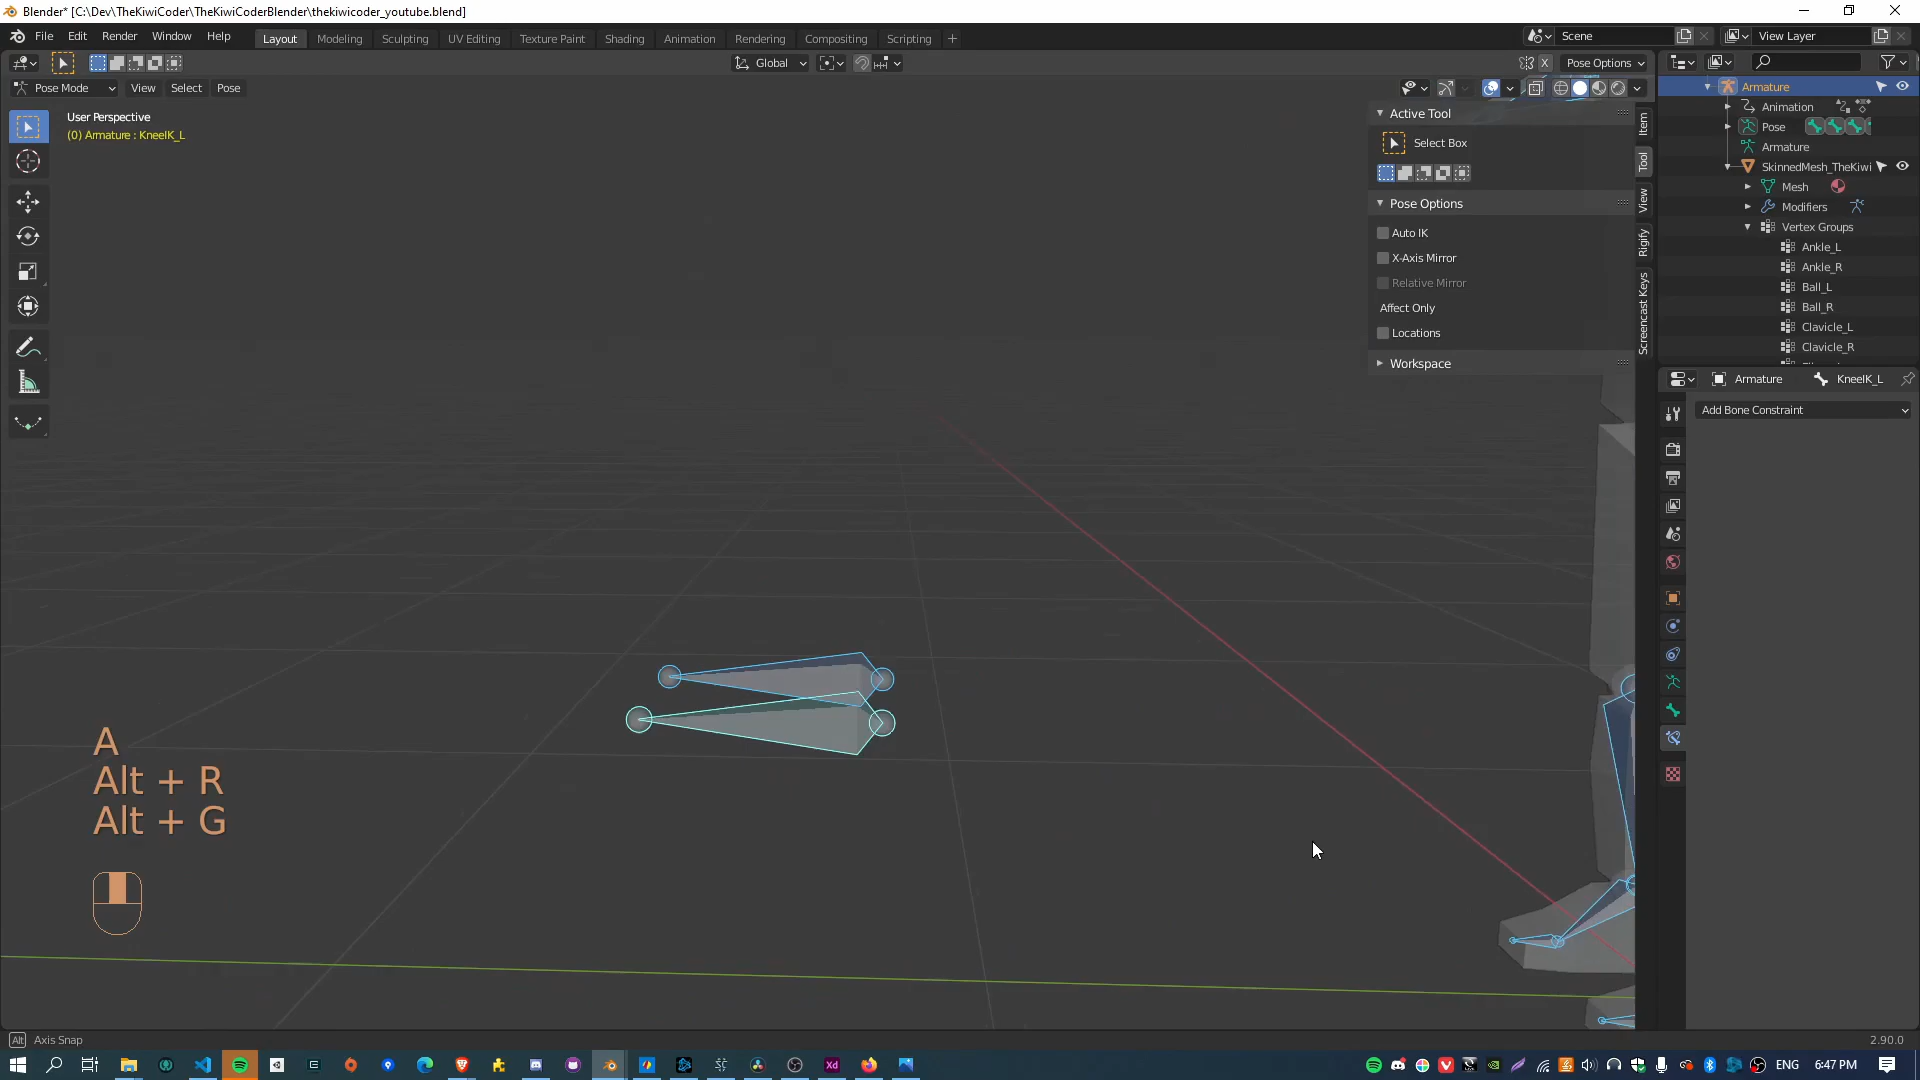 Blender* [C:\Dev\TheKiwiCoder\TheKiwiCoderBlender\thekiwicoder_youtube.blend]
File Edit Render Window Help
Layout Modeling Sculpting UV Editing Texture Paint Shading Animation Rendering Compositing Scripting
Scene
View Layer
Global
X
Pose Options
Pose Mode View Select Pose
User Perspective
(0) Armature : KneeIK_L
Active Tool
Select Box
Pose Options
Auto IK
X-Axis Mirror
Relative Mirror
Affect Only
Locations
Workspace
Item
Tool
View
Rigify
Screencast Keys
Armature
Animation
Pose
Armature
SkinnedMesh_TheKiwi
Mesh
Modifiers
Vertex Groups
Ankle_L
Ankle_R
Ball_L
Ball_R
Clavicle_L
Clavicle_R
Armature KneeIK_L
Add Bone Constraint
A
Alt + R
Alt + G
Alt Axis Snap
2.90.0
Xd
ENG 6:47 PM